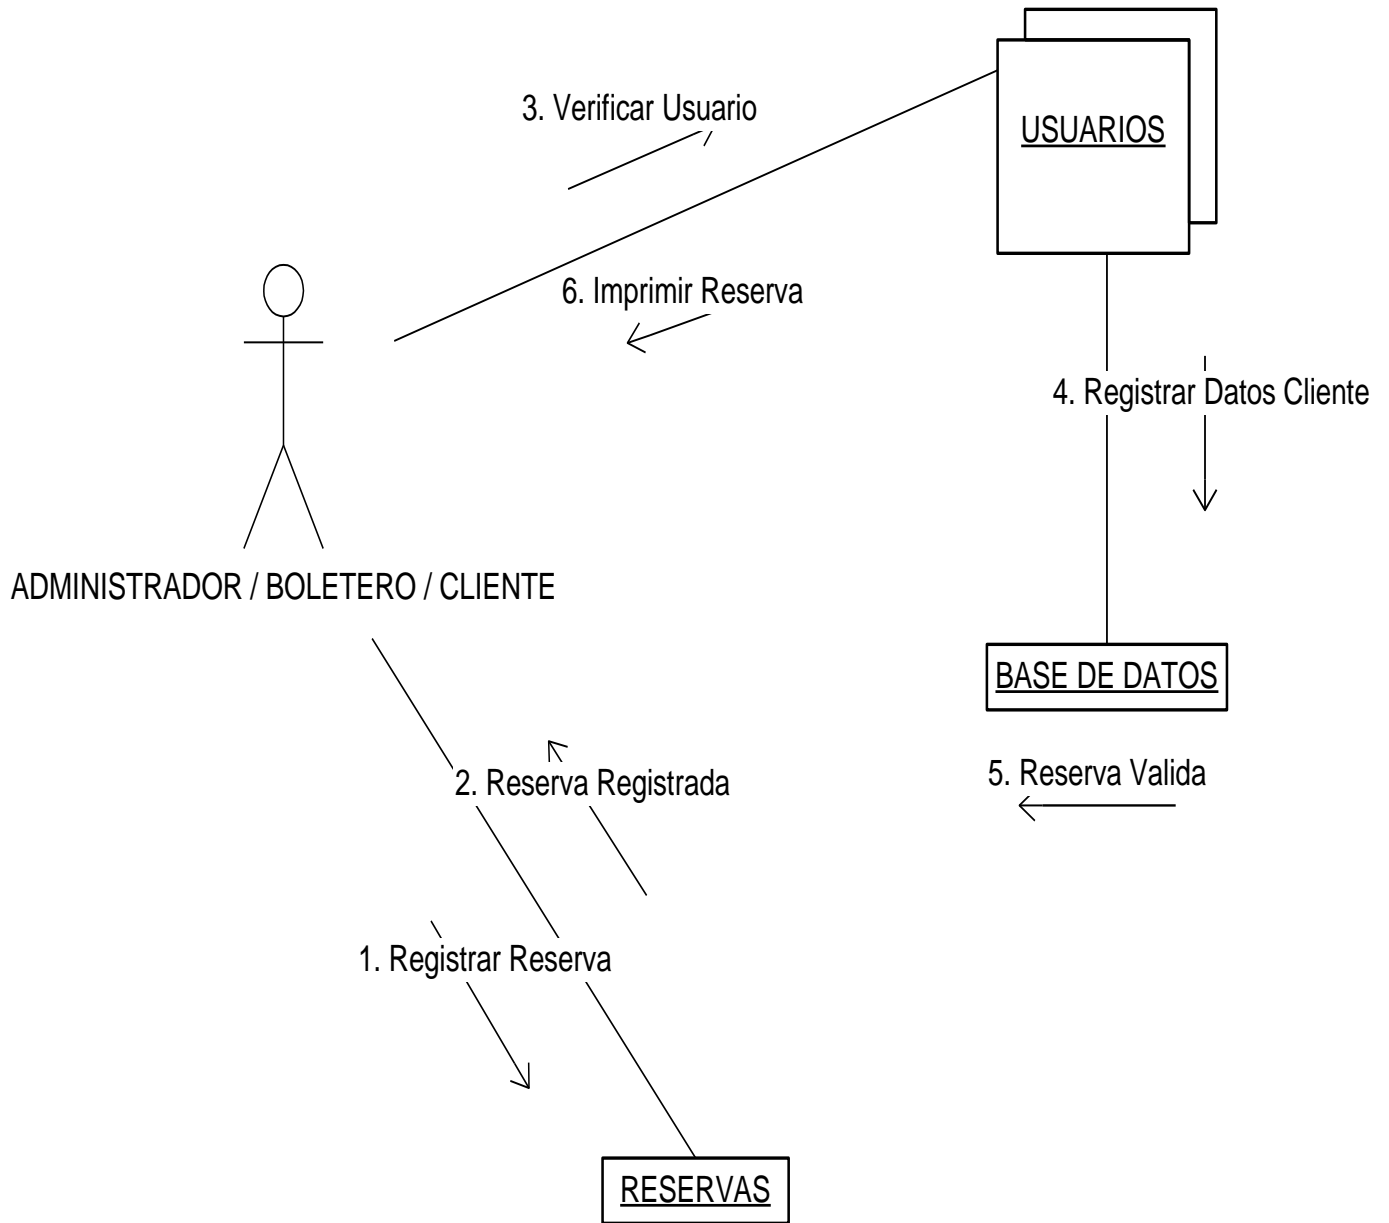 3. Verificar Usuario
USUARIOS
6. Imprimir Reserva
4. Registrar Datos Cliente
ADMINISTRADOR / BOLETERO / CLIENTE
BASE DE DATOS
2. Reserva Registrada
5. Reserva Valida
1. Registrar Reserva
RESERVAS